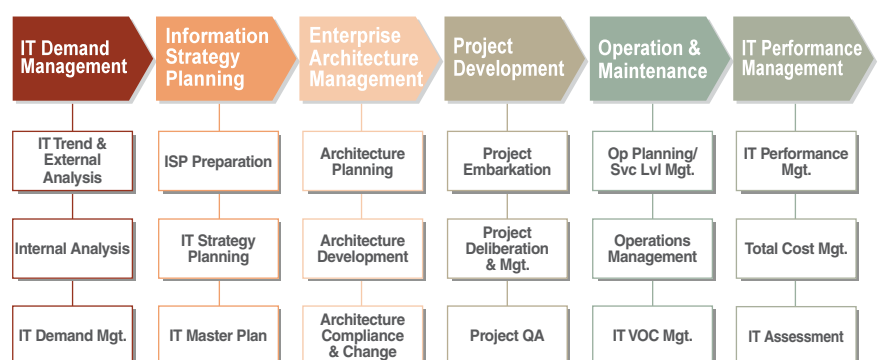 IT Demand
Management
Information
Strategy
Planning
Enterprise
Architecture
Management
Project
Development
Operation &
Maintenance
IT Performance
Management
IT Trend &
External
Analysis
ISP Preparation
Architecture
Planning
Project
Embarkation
Op Planning/
Svc Lvl Mgt.
IT Performance
Mgt.
Internal Analysis
IT Strategy
Planning
Architecture
Development
Project
Deliberation
& Mgt.
Operations
Management
Total Cost Mgt.
IT Demand Mgt.
IT Master Plan
Architecture
Compliance
& Change
Project QA
IT VOC Mgt.
IT Assessment